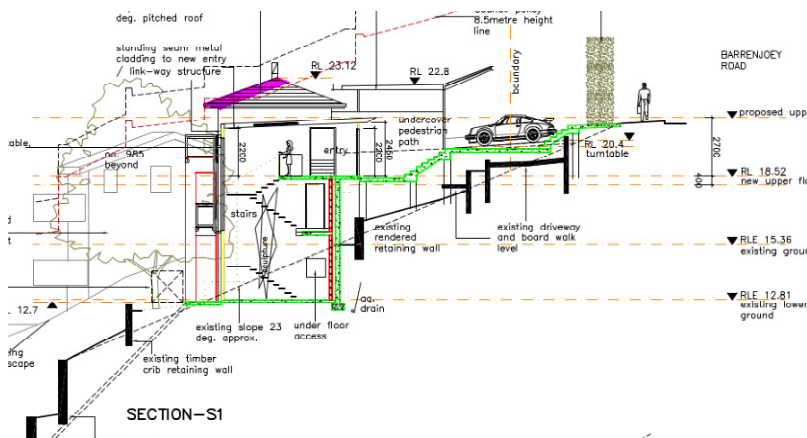 deg. pitched roof
8.5metre height
line
standing seam metal
cladding to new entry
/ link-way structure
RL 23.12
RL 22.8
boundary
BARRENJOEY
ROAD
undercover
pedestrian
path
proposed upp
no. 985
beyond
2200
entry
2200
2450
RL 20.4
turntable
2700
RL 18.52
new upper flo
400
stairs
sculpture
existing
rendered
retaining wall
existing driveway
and board walk
level
RLE 15.36
existing groun
RLE 12.81
existing lower
ground
12.7
ag.
drain
existing slope 23
deg. approx.
under floor
access
existing timber
crib retaining wall
SECTION-S1